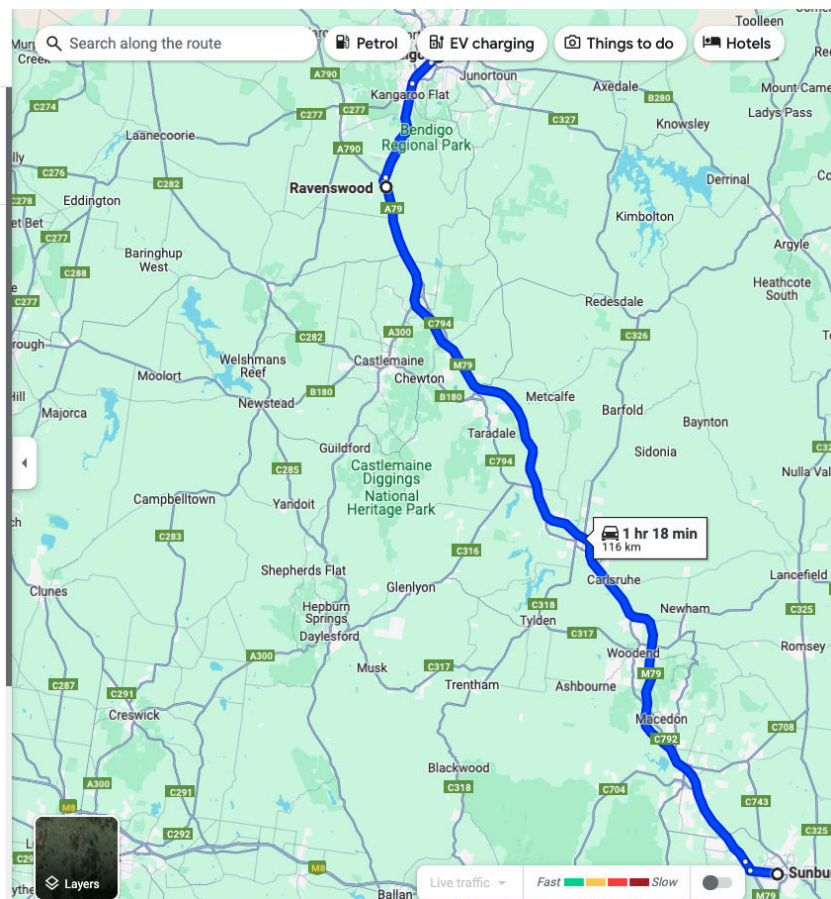 Search along the route
Petrol
EV charging
Things to do
Hotels
Toolleen
Creek
A790
Junortoun
Axedale
Mount Came
C274
Kangaroo Flat
C277
C277
B280
Ladys Pass
Laanecoorie
C327
Knowsley
Bendigo
Regional Park
A790
C276
C282
Derrinal
Ravenswood
C278
Eddington
A79
Kimbolton
C277
Argyle
Baringhup
West
C288
Heathcote
South
C277
Redesdale
C794
A300
C282
C326
Castlemaine
M79
Moolort
Welshmans
Reef
Chewton
B180
B180
Metcalfe
Newstead
Barfold
Majorca
Baynton
Taradale
Guildford
Sidonia
C794
Castlemaine
Diggings
National
Heritage Park
C285
Nulla
Campbelltown
Yandoit
C283
1 hr 18 min
116 km
C316
Shepherds Flat
Carlsruhe
Lancefield
Clunes
Glenlyon
Hepburn
Springs
C318
Newham
C325
Daylesford
Tylden
C317
Romsey
A300
Woodend
Musk
C317
M79
C287
Trentham
Ashbourne
C291
Creswick
Macedon
C708
C792
Blackwood
C318
C704
C743
A300
C291
M8
C292
C325
Layers
M8
Live traffic
Fast
Slow
Sunbu
Ballan
M79